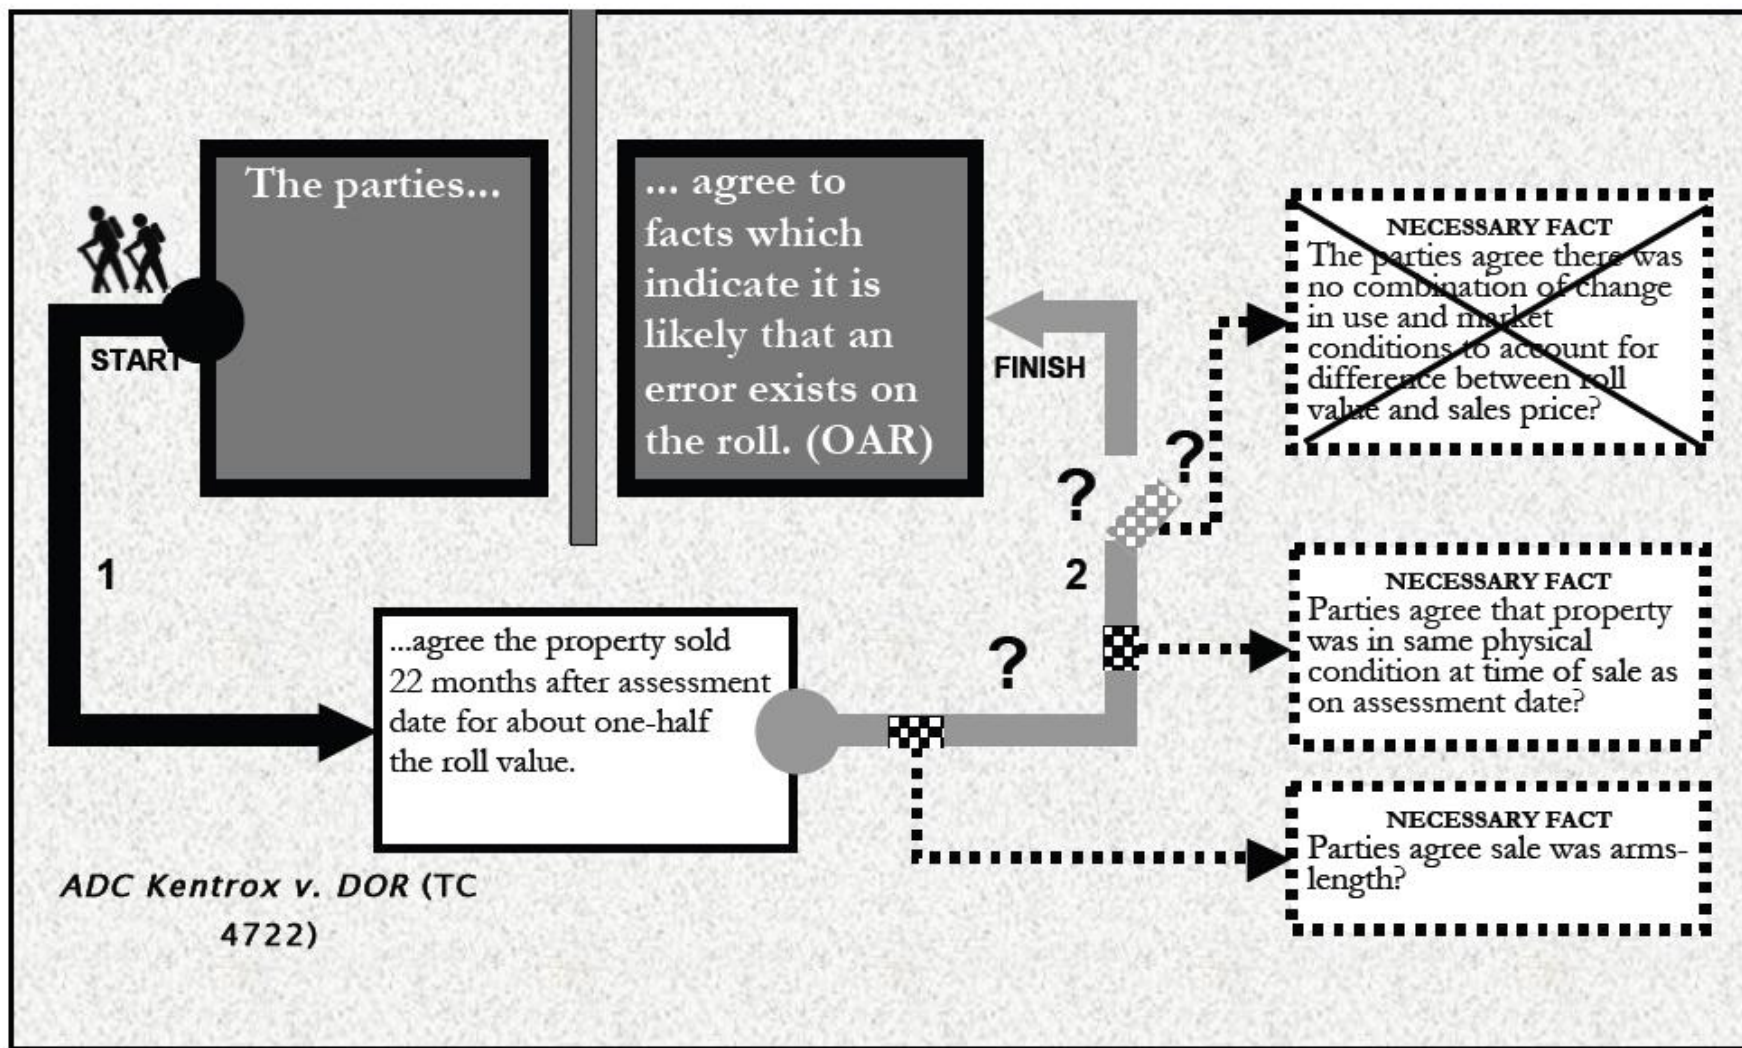 The parties...
... agree to
facts which
indicate it is
likely that an
error exists on
the roll. (OAR)
START
FINISH
1
...agree the property sold
22 months after assessment
date for about one-half
the roll value.
?
2
?
?
NECESSARY FACT
The parties agree there was
no combination of change
in use and market
conditions to account for
difference between roll
value and sales price?
NECESSARY FACT
Parties agree that property
was in same physical
condition at time of sale as
on assessment date?
NECESSARY FACT
Parties agree sale was arms-
length?
ADC Kentrox v. DOR (TC
4722)